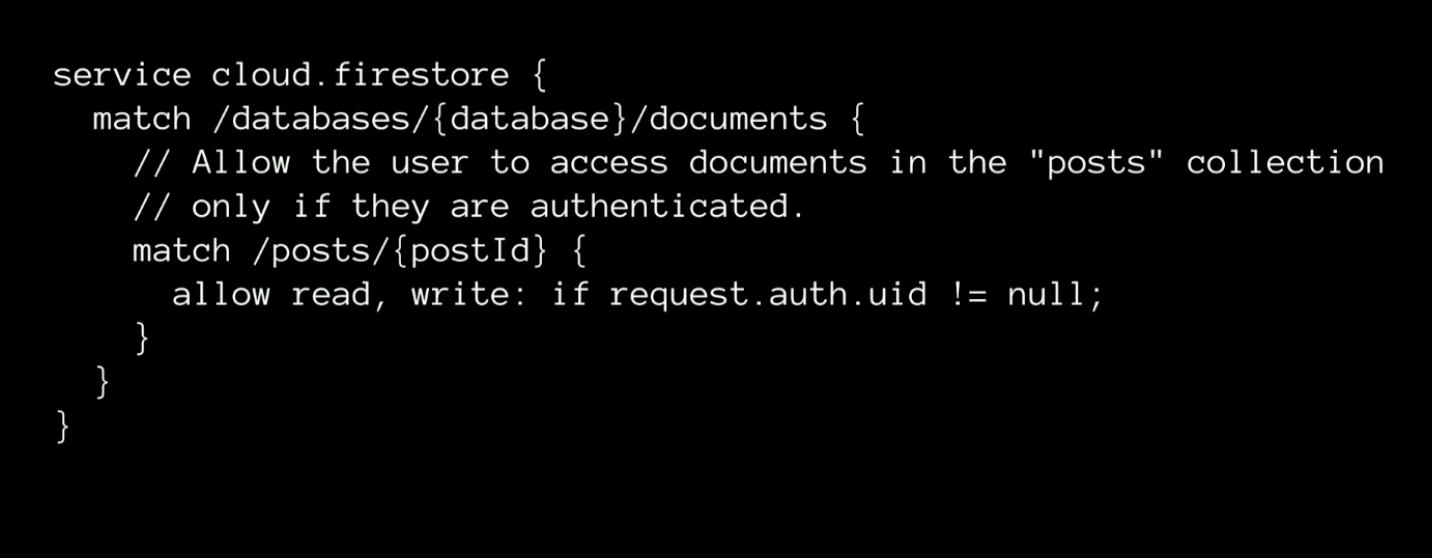 service cloud.firestore {
  match /databases/{database}/documents {
    // Allow the user to access documents in the "posts" collection
    // only if they are authenticated.
    match /posts/{postId} {
      allow read, write: if request.auth.uid != null;
    }
  }
}